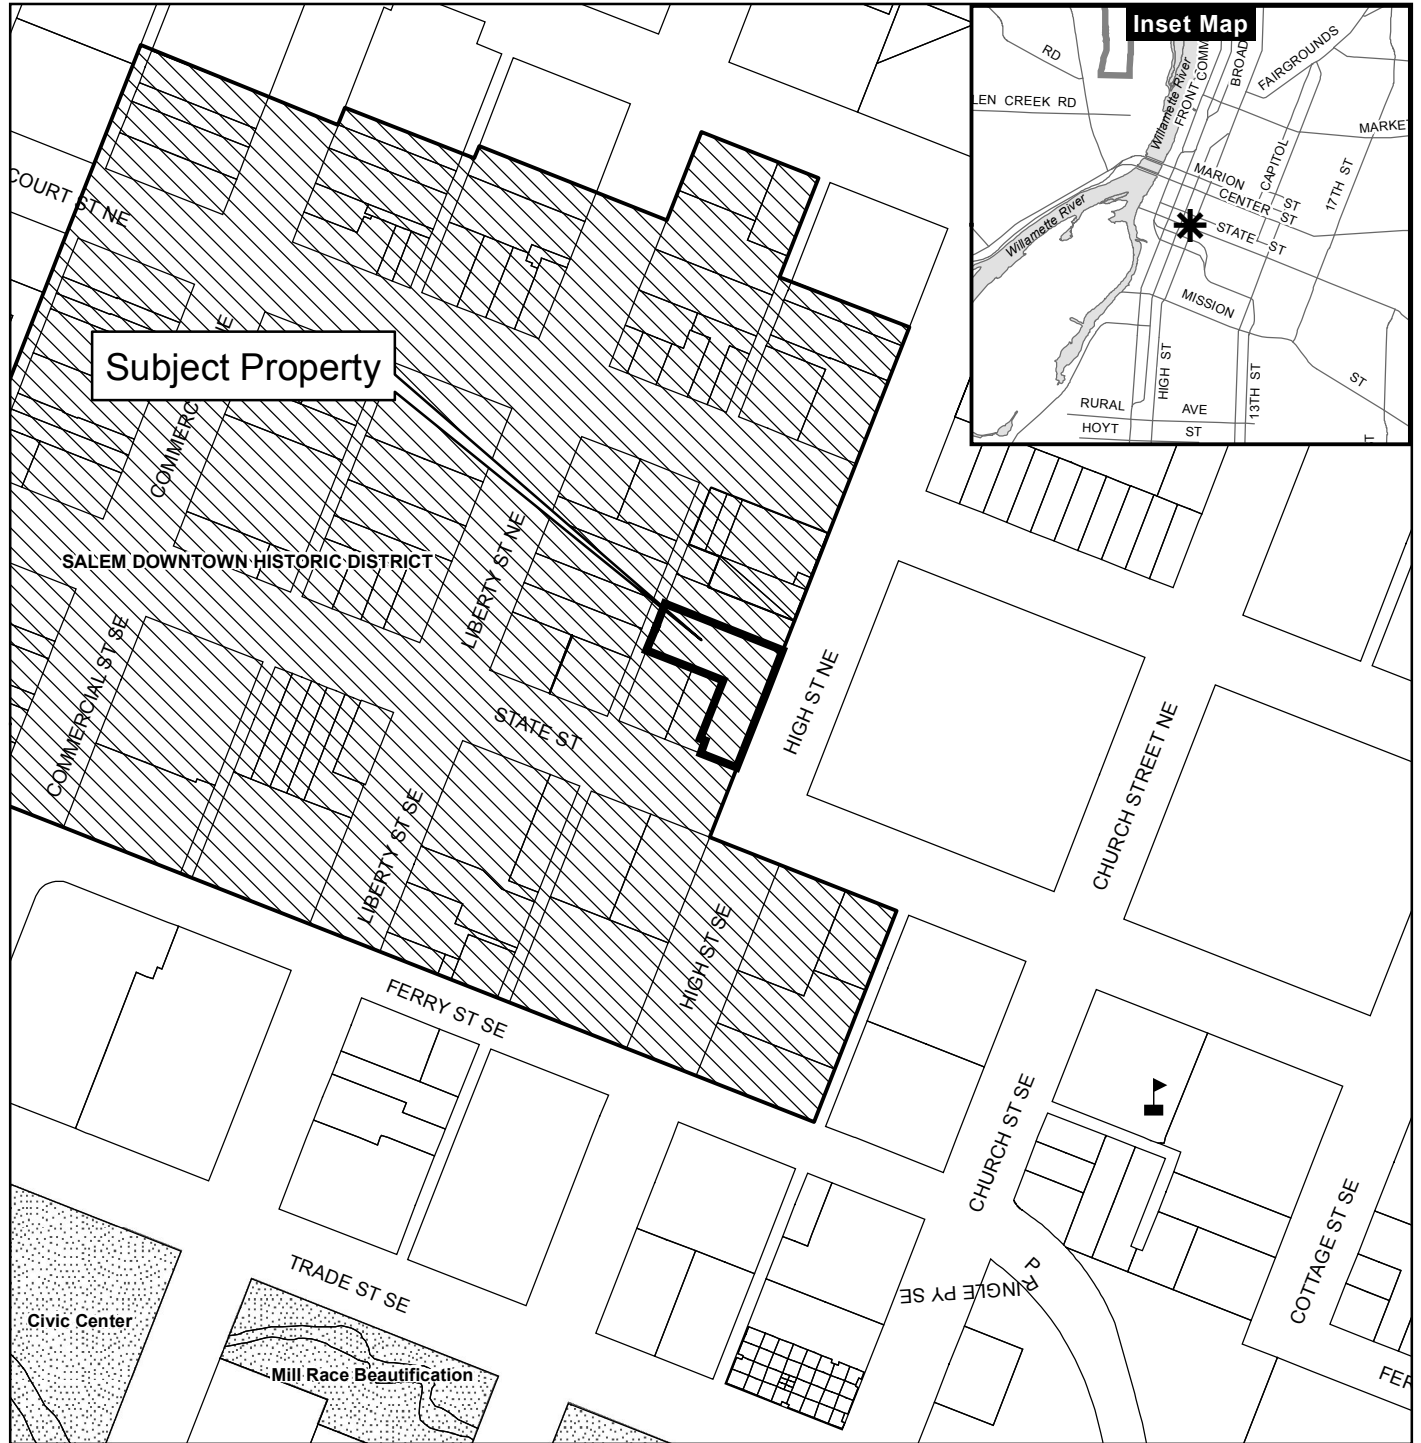 Inset Map
RD
LEN CREEK RD
Willamette River
FRONT
COMM
BROAD
FAIRGROUNDS
MARKET
MARION ST
CENTER ST
CAPITOL
17TH ST
STATE ST
Willamette River
MISSION ST
HIGH ST
13TH ST
RURAL AVE
HOYT ST
COURT ST NE
Subject Property
SALEM DOWNTOWN HISTORIC DISTRICT
LIBERTY ST NE
COMMERCIAL ST SE
STATE ST
HIGH ST NE
CHURCH STREET NE
LIBERTY ST SE
HIGH ST SE
FERRY ST SE
CHURCH ST SE
COTTAGE ST SE
PRINGLE PY SE
TRADE ST SE
Civic Center
Mill Race Beautification
FER